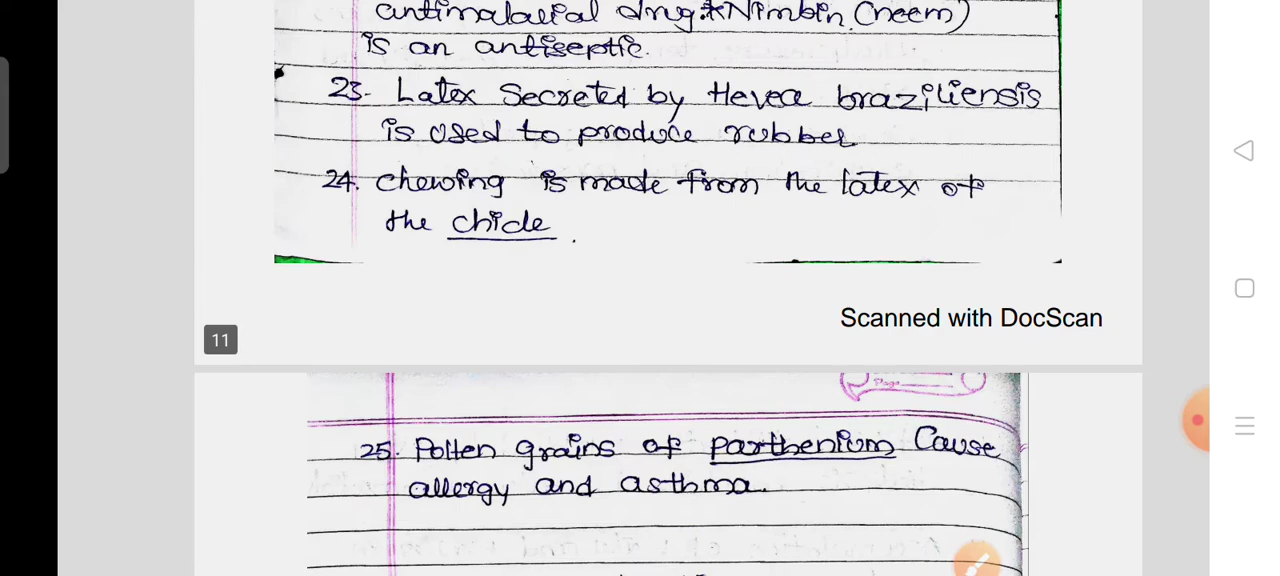 antimalarial drug.*Nimbin (neem)
is an antiseptic.
23. Latex Secreted by Hevea braziliensis
is used to produce rubber
24. chewing is made from the latex of
the chicle.
Scanned with DocScan
11
Page
25. Pollen grains of parthenium Cause
allergy and asthma.